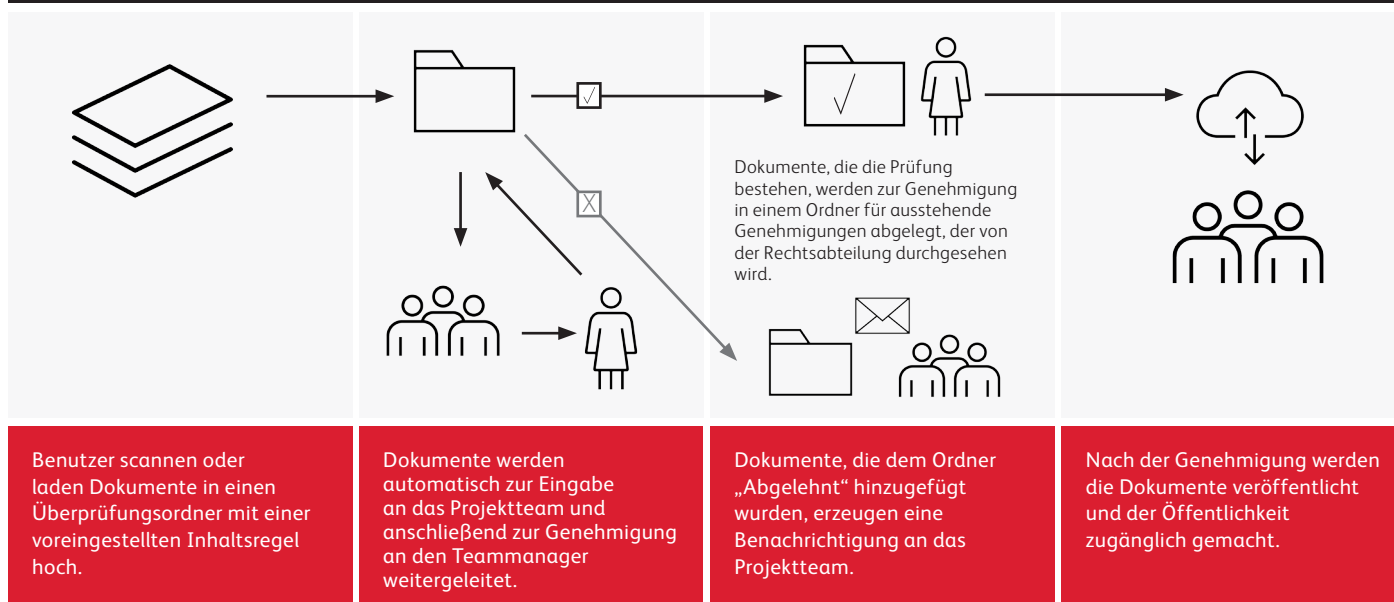 Dokumente, die die Prüfung
bestehen, werden zur Genehmigung
in einem Ordner für ausstehende
Genehmigungen abgelegt, der von
der Rechtsabteilung durchgesehen
wird.
Benutzer scannen oder
laden Dokumente in einen
Überprüfungsordner mit einer
voreingestellten Inhaltsregel
hoch.
Dokumente werden
automatisch zur Eingabe
an das Projektteam und
anschließend zur Genehmigung
an den Teammanager
weitergeleitet.
Dokumente, die dem Ordner
„Abgelehnt“ hinzugefügt
wurden, erzeugen eine
Benachrichtigung an das
Projektteam.
Nach der Genehmigung werden
die Dokumente veröffentlicht
und der Öffentlichkeit
zugänglich gemacht.